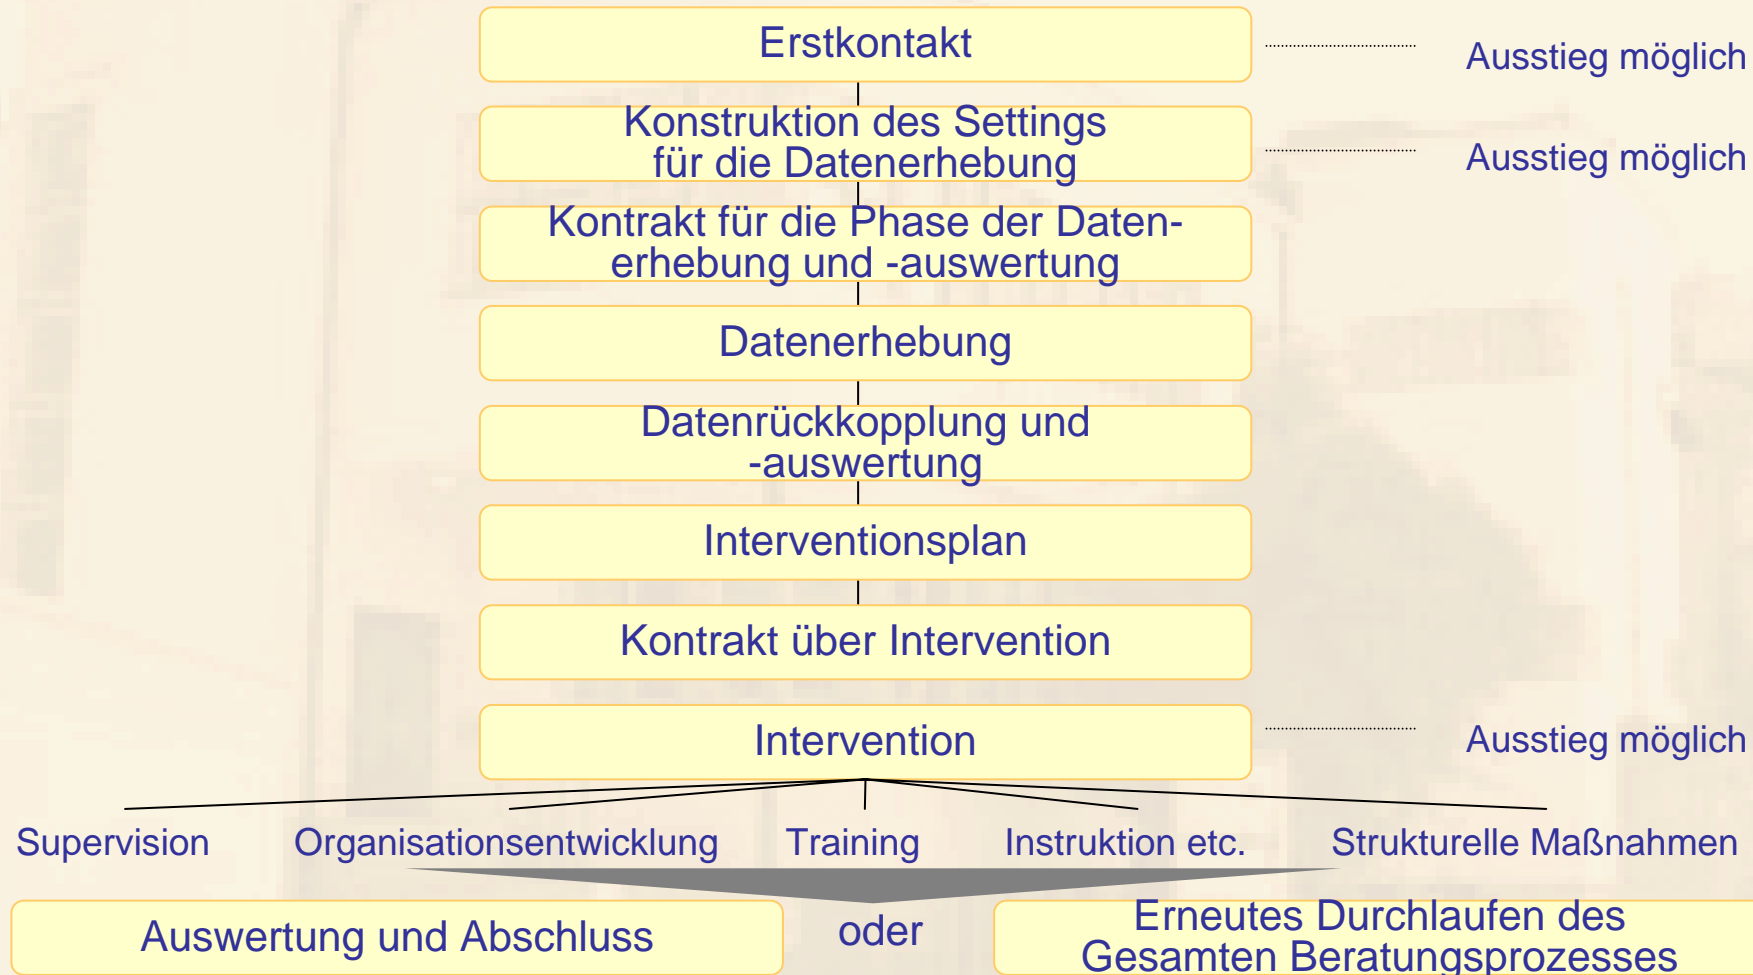 Erstkontakt
Ausstieg möglich
Konstruktion des Settings
für die Datenerhebung
Ausstieg möglich
Kontrakt für die Phase der Daten-
erhebung und -auswertung
Datenerhebung
Datenrückkopplung und
-auswertung
Interventionsplan
Kontrakt über Intervention
Intervention
Ausstieg möglich
Supervision
Organisationsentwicklung
Training
Instruktion etc.
Strukturelle Maßnahmen
Auswertung und Abschluss
oder
Erneutes Durchlaufen des
Gesamten Beratungsprozesses